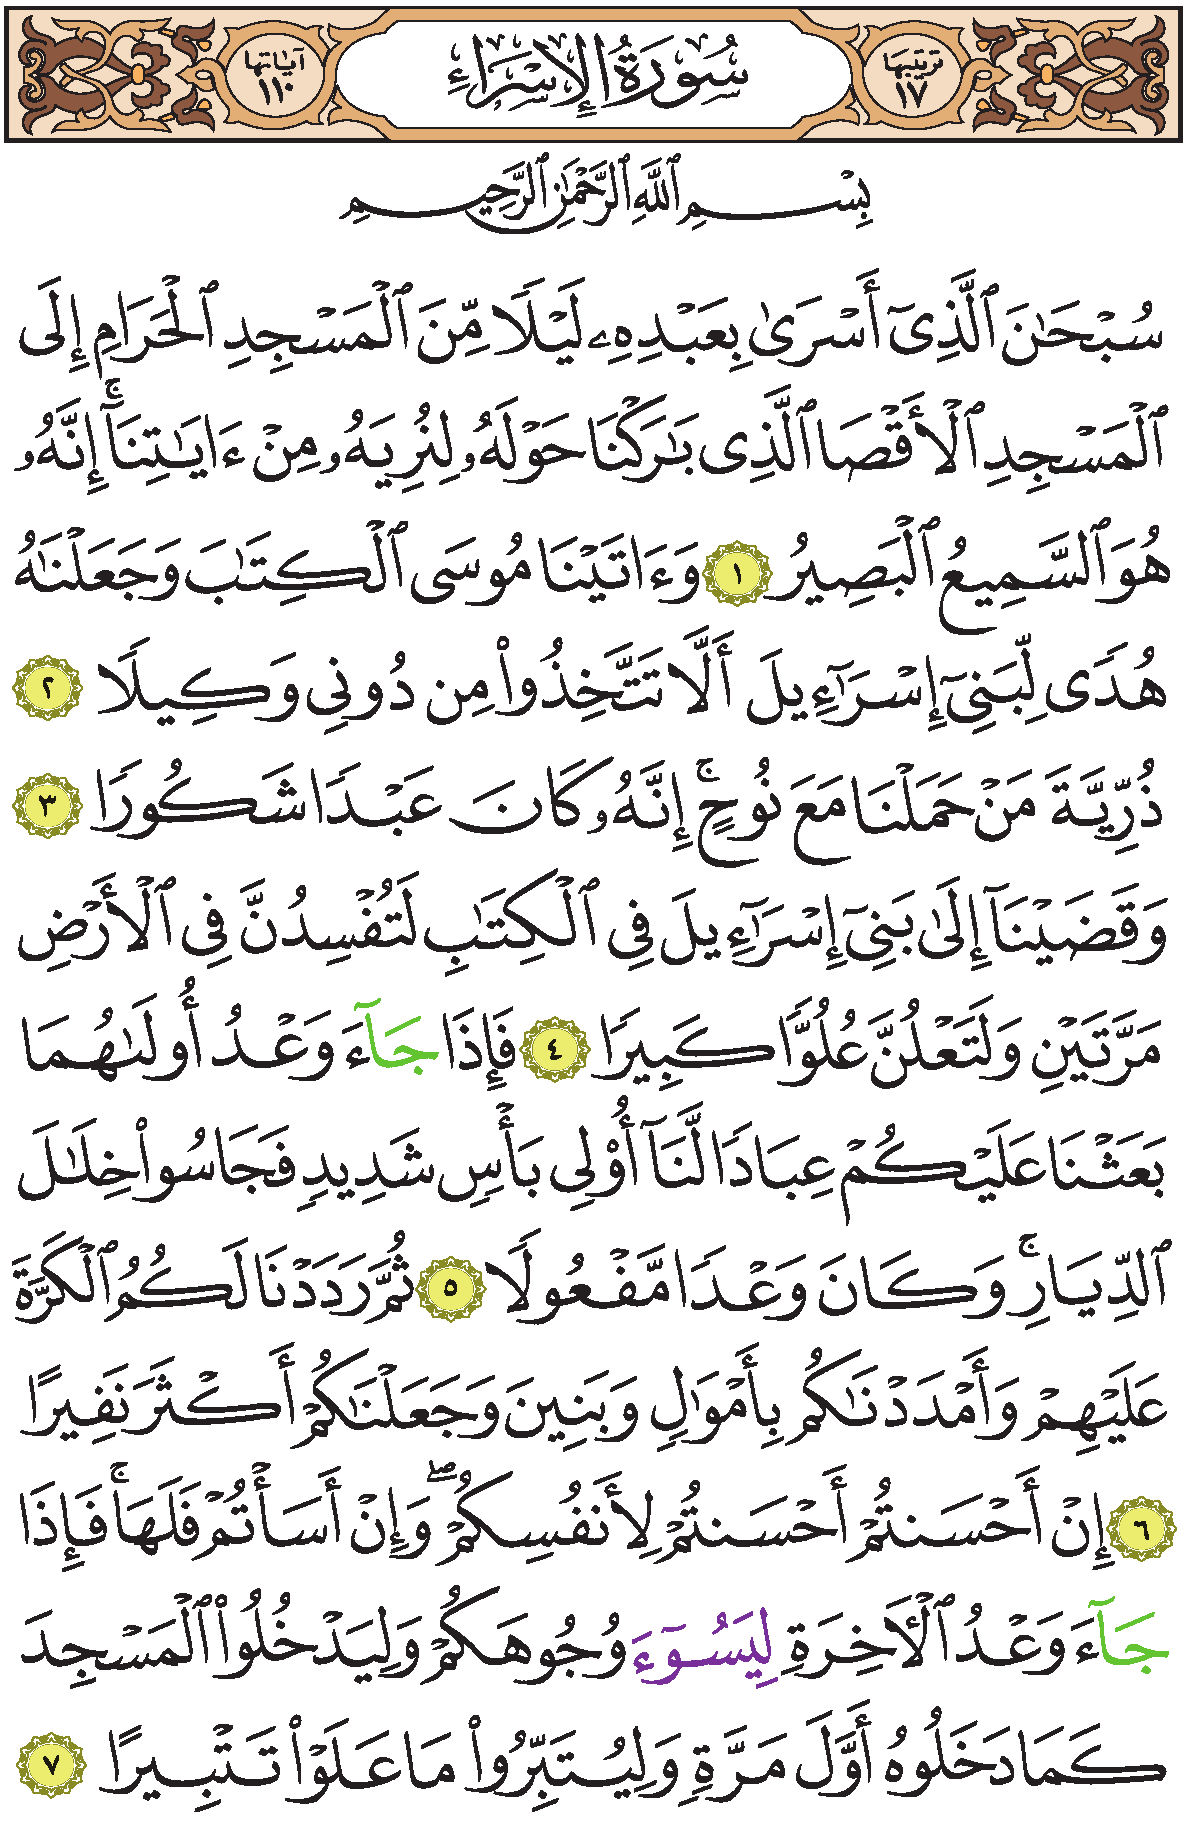 ترتيبها ١٧
سُورَةُ الإِسْرَاءِ
آياتها ١١٠
بِسْمِ ٱللَّهِ ٱلرَّحْمَٰنِ ٱلرَّحِيمِ
سُبْحَٰنَ ٱلَّذِىٓ أَسْرَىٰ بِعَبْدِهِۦ لَيْلًا مِّنَ ٱلْمَسْجِدِ ٱلْحَرَامِ إِلَى
ٱلْمَسْجِدِ ٱلْأَقْصَا ٱلَّذِى بَٰرَكْنَا حَوْلَهُۥ لِنُرِيَهُۥ مِنْ ءَايَٰتِنَآ ۚ إِنَّهُۥ
هُوَ ٱلسَّمِيعُ ٱلْبَصِيرُ ١ وَءَاتَيْنَا مُوسَى ٱلْكِتَٰبَ وَجَعَلْنَٰهُ
هُدًى لِّبَنِىٓ إِسْرَٰٓءِيلَ أَلَّا تَتَّخِذُوا۟ مِن دُونِى وَكِيلًا ٢
ذُرِّيَّةَ مَنْ حَمَلْنَا مَعَ نُوحٍ ۚ إِنَّهُۥ كَانَ عَبْدًا شَكُورًا ٣
وَقَضَيْنَآ إِلَىٰ بَنِىٓ إِسْرَٰٓءِيلَ فِى ٱلْكِتَٰبِ لَتُفْسِدُنَّ فِى ٱلْأَرْضِ
مَرَّتَيْنِ وَلَتَعْلُنَّ عُلُوًّا كَبِيرًا ٤ فَإِذَا جَآءَ وَعْدُ أُولَىٰهُمَا
بَعَثْنَا عَلَيْكُمْ عِبَادًا لَّنَآ أُو۟لِى بَأْسٍ شَدِيدٍ فَجَاسُوا۟ خِلَٰلَ
ٱلدِّيَارِ ۚ وَكَانَ وَعْدًا مَّفْعُولًا ٥ ثُمَّ رَدَدْنَا لَكُمُ ٱلْكَرَّةَ
عَلَيْهِمْ وَأَمْدَدْنَٰكُم بِأَمْوَٰلٍ وَبَنِينَ وَجَعَلْنَٰكُمْ أَكْثَرَ نَفِيرًا
٦ إِنْ أَحْسَنتُمْ أَحْسَنتُمْ لِأَنفُسِكُمْ ۖ وَإِنْ أَسَأْتُمْ فَلَهَا ۚ فَإِذَا
جَآءَ وَعْدُ ٱلْـَٔاخِرَةِ لِيَسُـۥٓـُٔوا۟ وُجُوهَكُمْ وَلِيَدْخُلُوا۟ ٱلْمَسْجِدَ
كَمَا دَخَلُوهُ أَوَّلَ مَرَّةٍ وَلِيُتَبِّرُوا۟ مَا عَلَوْا۟ تَتْبِيرًا ٧